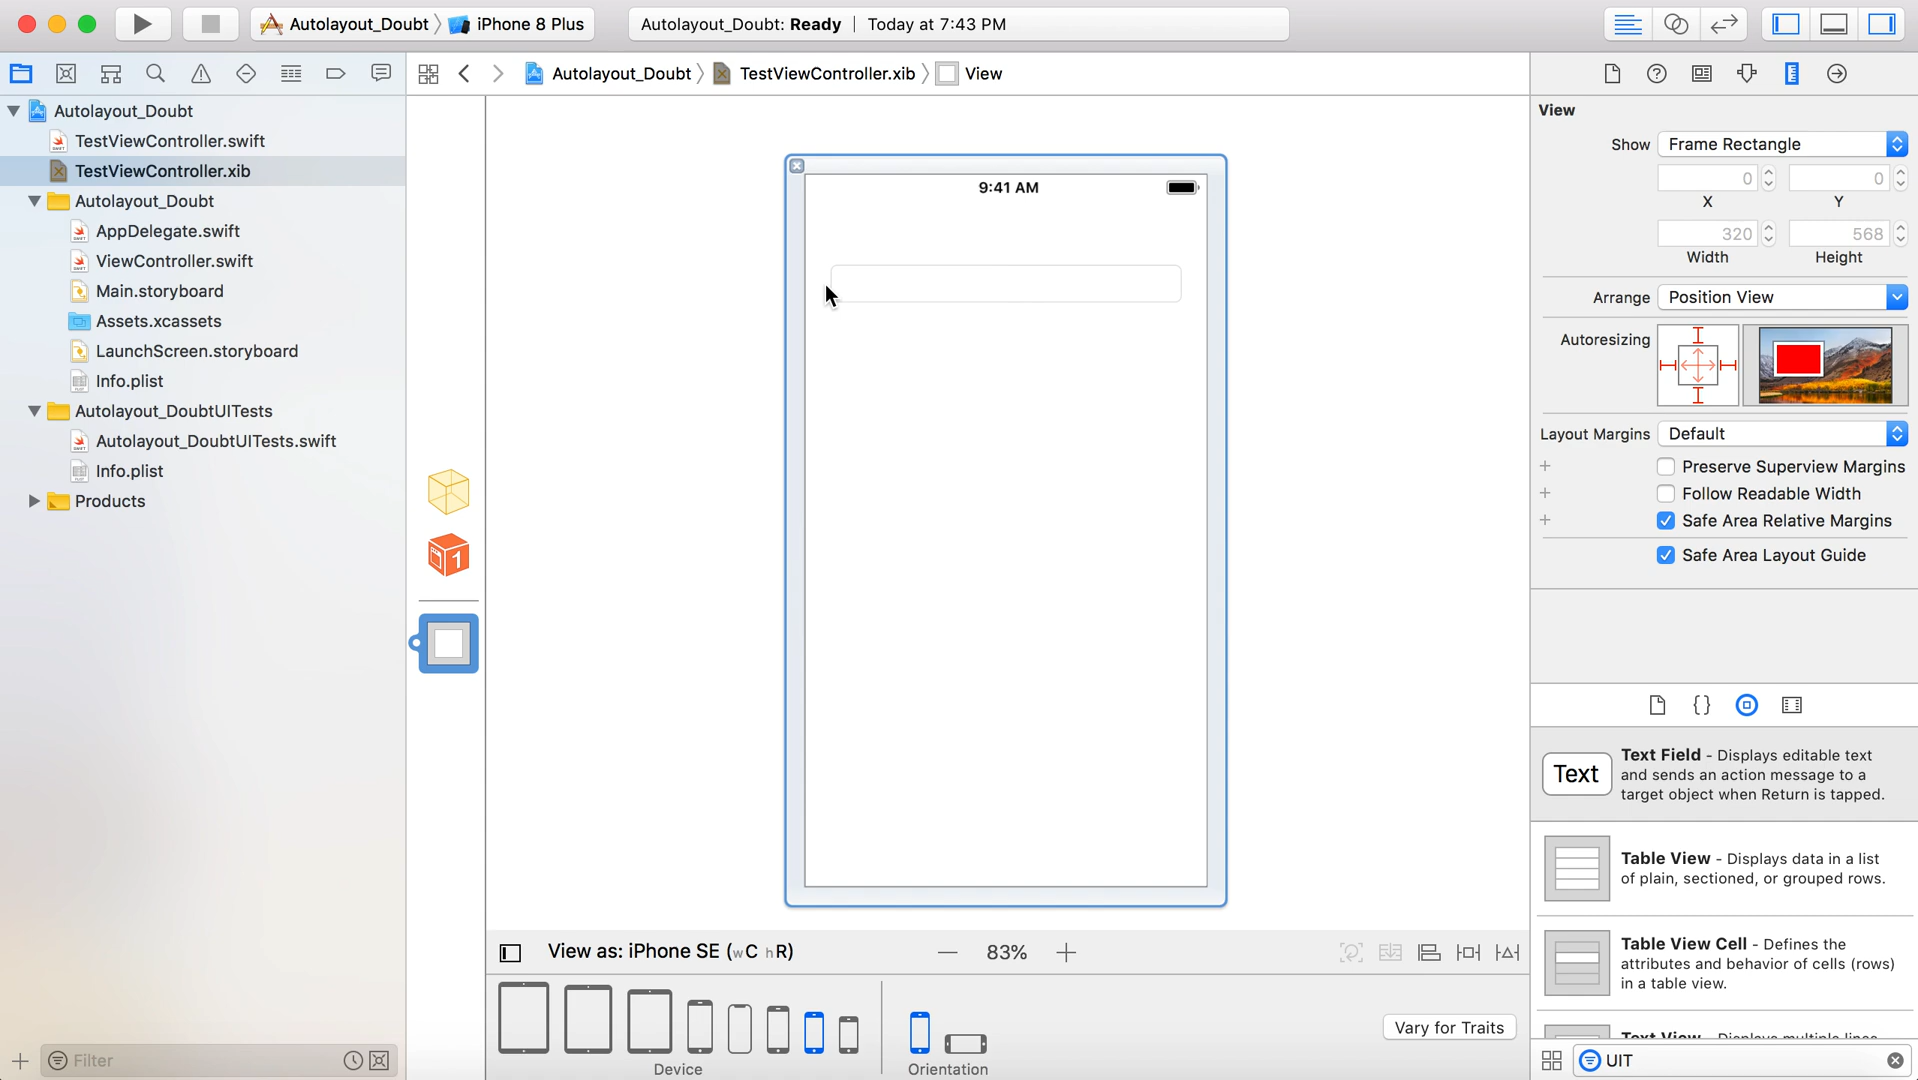 Autolayout_Doubt
iPhone 8 Plus
Autolayout_Doubt: Ready
Today at 7:43 PM
Autolayout_Doubt
TestViewController.xib
View
Autolayout_Doubt
TestViewController.swift
TestViewController.xib
Autolayout_Doubt
AppDelegate.swift
ViewController.swift
Main.storyboard
Assets.xcassets
LaunchScreen.storyboard
Info.plist
Autolayout_DoubtUITests
Autolayout_DoubtUITests.swift
Info.plist
Products
Filter
1
9:41 AM
View as: iPhone SE (wC hR)
83%
Device
Orientation
Vary for Traits
View
Show Frame Rectangle
0 0
X Y
320 568
Width Height
Arrange Position View
Autoresizing
Layout Margins Default
Preserve Superview Margins
Follow Readable Width
Safe Area Relative Margins
Safe Area Layout Guide
{}
Text
Text Field - Displays editable text
and sends an action message to a
target object when Return is tapped.
Table View - Displays data in a list
of plain, sectioned, or grouped rows.
Table View Cell - Defines the
attributes and behavior of cells (rows)
in a table view.
Text View - Displays multiple lines
UIT